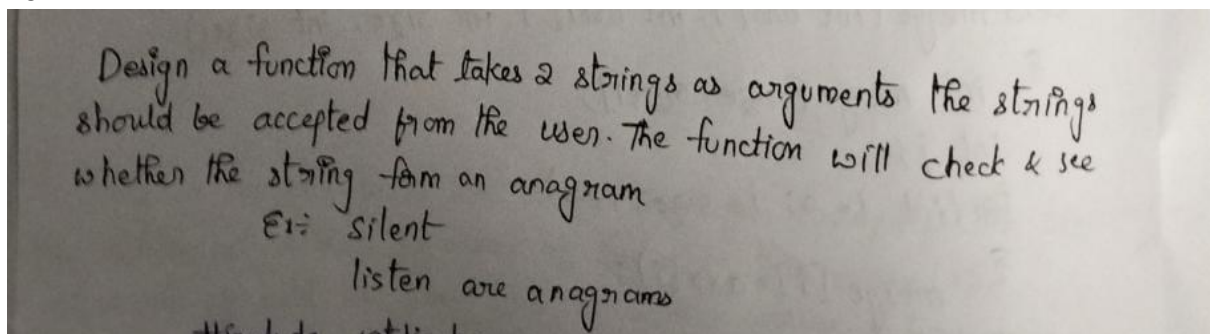 Design a function that takes 2 strings as arguments the strings
should be accepted from the user. The function will check & see
whether the string form an anagram
Ex: silent
listen are anagrams